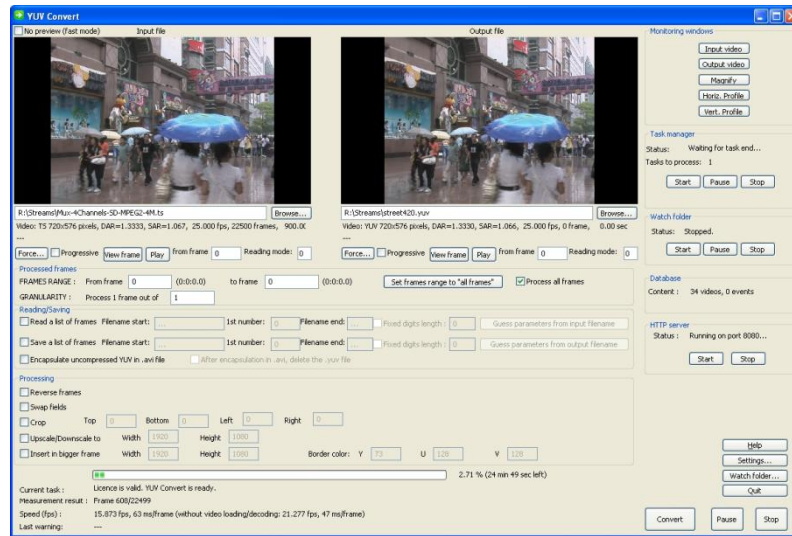 YUV Convert
No preview (fast mode) Input file Output file
R:\Streams\Mux-4Channels-SD-MPEG2-4M.ts Browse... R:\Streams\street420.yuv Browse...
Video: TS 720x576 pixels, DAR=1.3333, SAR=1.067, 25.000 fps, 22500 frames, 900.0( Video: YUV 720x576 pixels, DAR=1.3330, SAR=1.066, 25.000 fps, 0 frame, 0.00 sec
--- ---
Force... Progressive View frame Play from frame 0 Reading mode: 0 Force... Progressive View frame Play from frame 0 Reading mode: 0
Processed frames
FRAMES RANGE : From frame 0 (0:0:0.0) to frame 0 (0:0:0.0) Set frames range to "all frames" Process all frames
GRANULARITY : Process 1 frame out of 1
Reading/Saving
Read a list of frames Filename start: ... 1st number: 0 Filename end: ... Fixed digits length : 0 Guess parameters from input filename
Save a list of frames Filename start: ... 1st number: 0 Filename end: ... Fixed digits length : 0 Guess parameters from output filename
Encapsulate uncompressed YUV in .avi file After encapsulation in .avi, delete the .yuv file
Processing
Reverse frames
Swap fields
Crop Top 0 Bottom 0 Left 0 Right 0
Upscale/Downscale to Width 1920 Height 1080
Insert in bigger frame Width 1920 Height 1080 Border color: Y 73 U 128 V 128
2.71 % (24 min 49 sec left)
Current task : Licence is valid. YUV Convert is ready.
Measurement result : Frame 608/22499
Speed (fps) : 15.873 fps, 63 ms/frame (without video loading/decoding: 21.277 fps, 47 ms/frame)
Last warning: ---
Monitoring windows
Input video
Output video
Magnify
Horiz. Profile
Vert. Profile
Task manager
Status: Waiting for task end...
Tasks to process: 1
Start Pause Stop
Watch folder
Status: Stopped.
Start Pause Stop
Database
Content : 34 videos, 0 events
HTTP server
Status : Running on port 8080...
Start Stop
Help
Settings...
Watch folder...
Quit
Convert Pause Stop